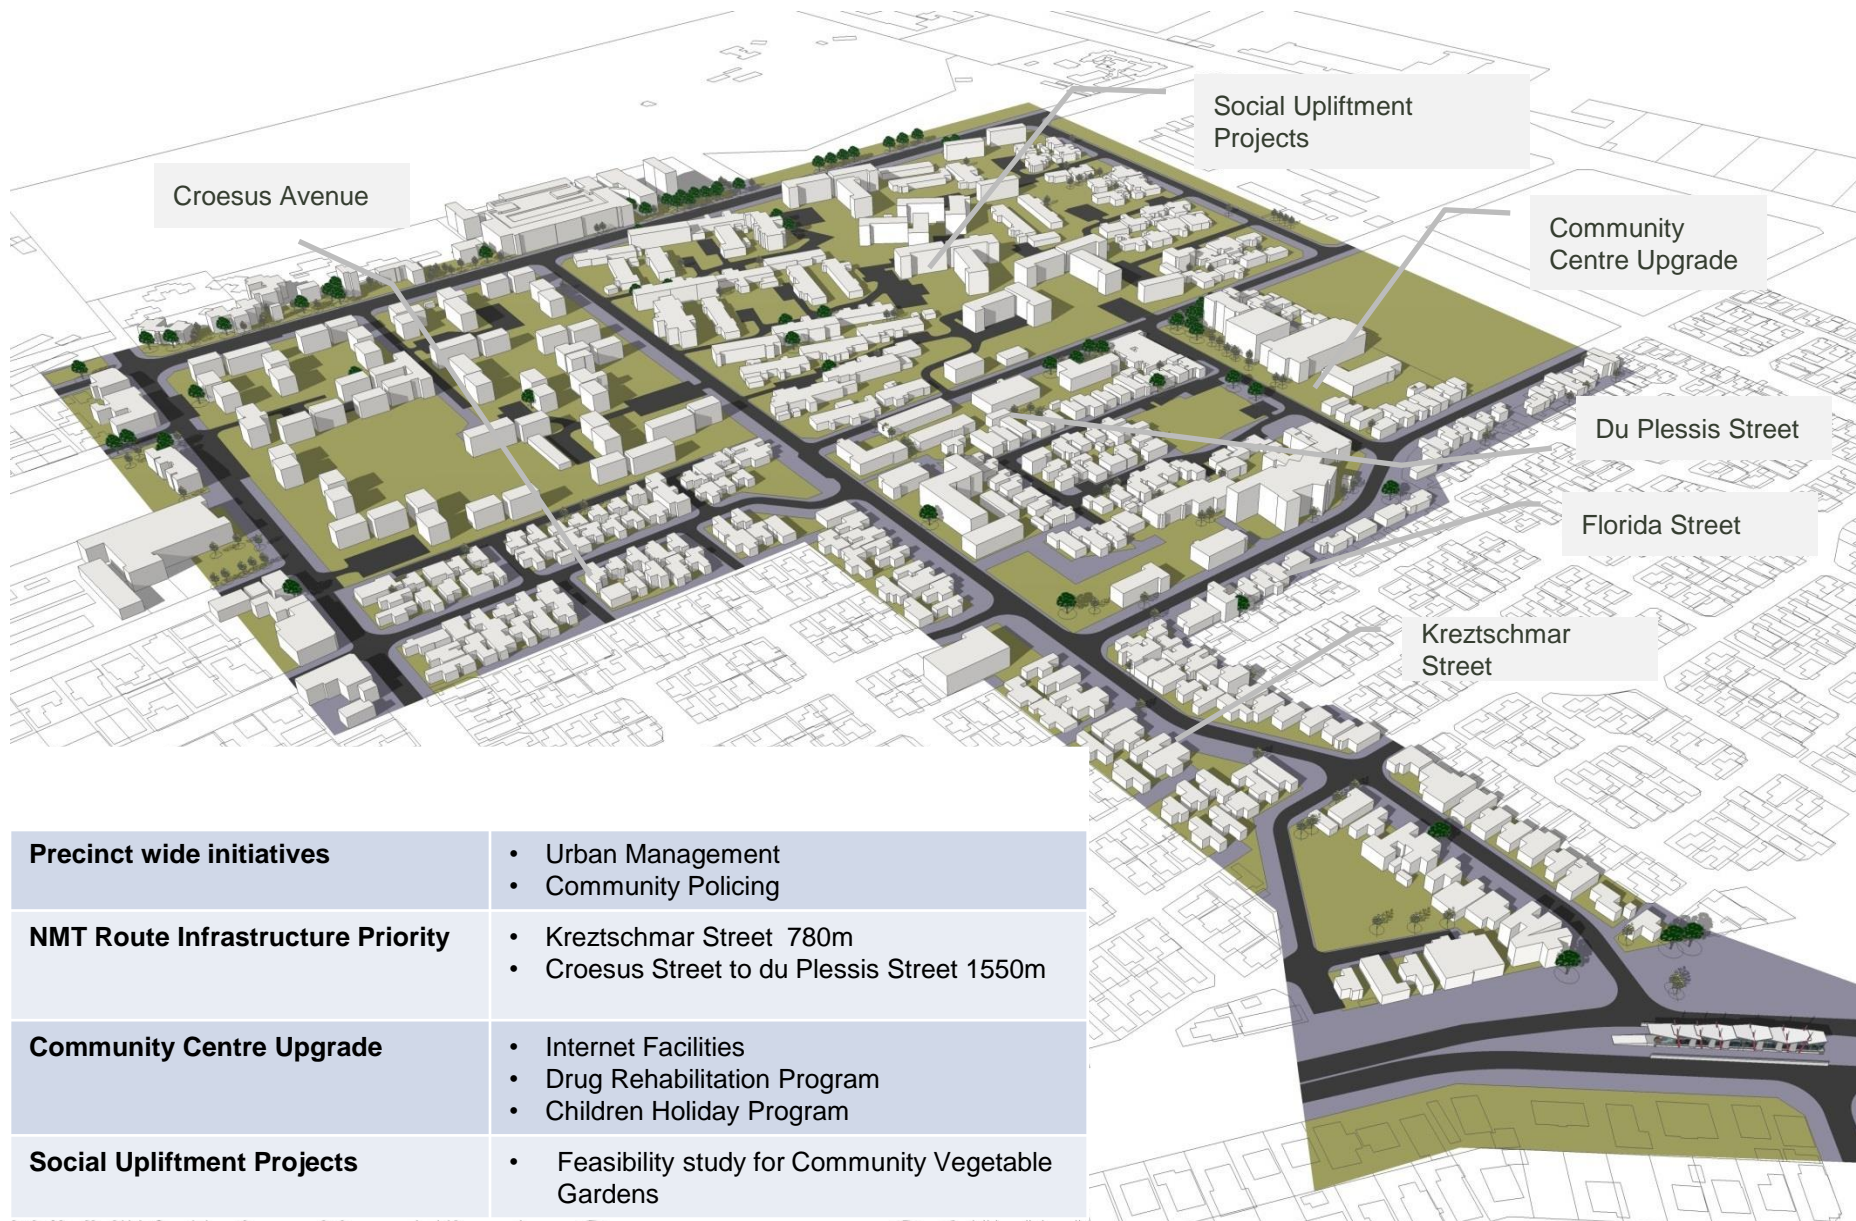 Social Upliftment
Projects
Croesus Avenue
Community
Centre Upgrade
Du Plessis Street
Florida Street
Kreztschmar
Street
Precinct wide initiatives
• Urban Management
• Community Policing
NMT Route Infrastructure Priority
• Kreztschmar Street 780m
• Croesus Street to du Plessis Street 1550m
Community Centre Upgrade
• Internet Facilities
• Drug Rehabilitation Program
• Children Holiday Program
Social Upliftment Projects
• Feasibility study for Community Vegetable
Gardens